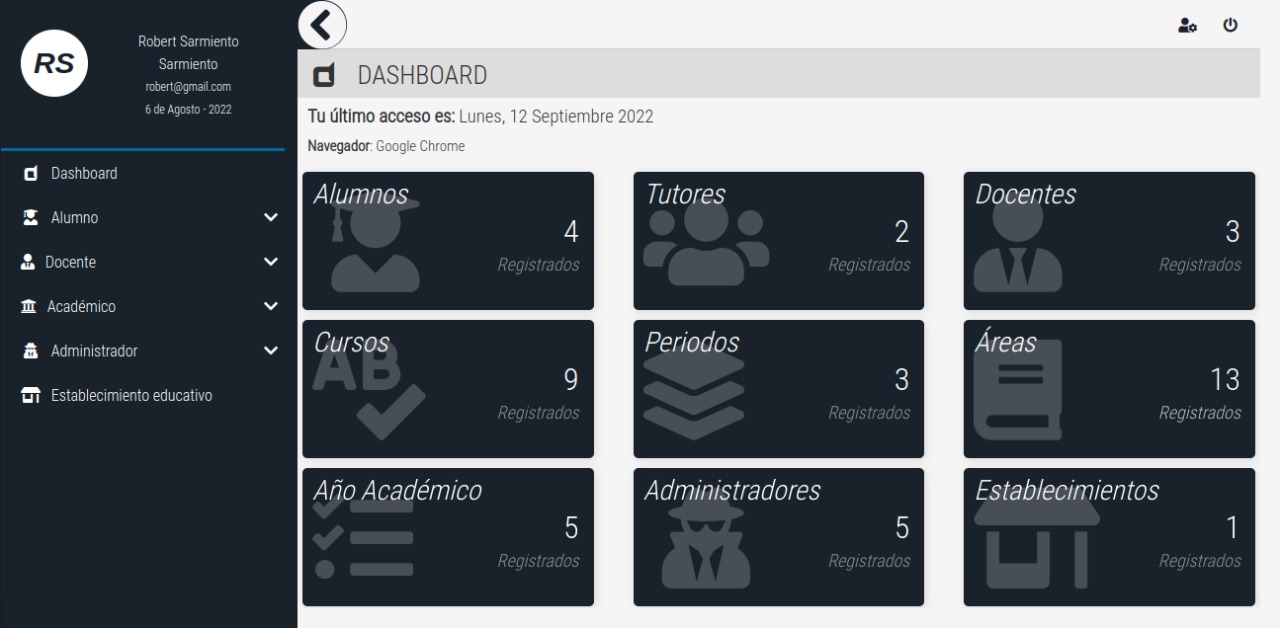 RS
Robert Sarmiento
Sarmiento
robert@gmail.com
6 de Agosto - 2022
Dashboard
Alumno
Docente
Académico
Administrador
Establecimiento educativo
DASHBOARD
Tu último acceso es: Lunes, 12 Septiembre 2022
Navegador: Google Chrome
Alumnos
4
Registrados
Tutores
2
Registrados
Docentes
3
Registrados
Cursos
AB
9
Registrados
Periodos
3
Registrados
Áreas
13
Registrados
Año Académico
5
Registrados
Administradores
5
Registrados
Establecimientos
1
Registrados